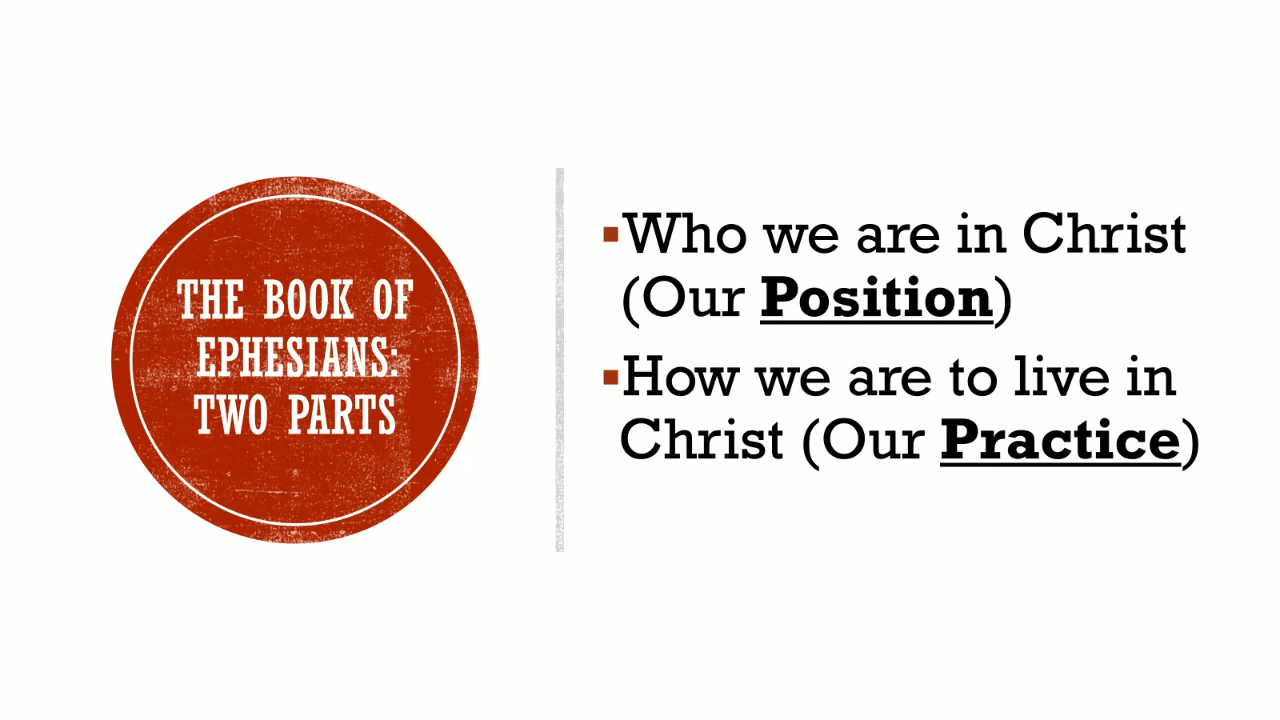 THE BOOK OF
EPHESIANS:
TWO PARTS
▪Who we are in Christ
(Our Position)
▪How we are to live in
Christ (Our Practice)